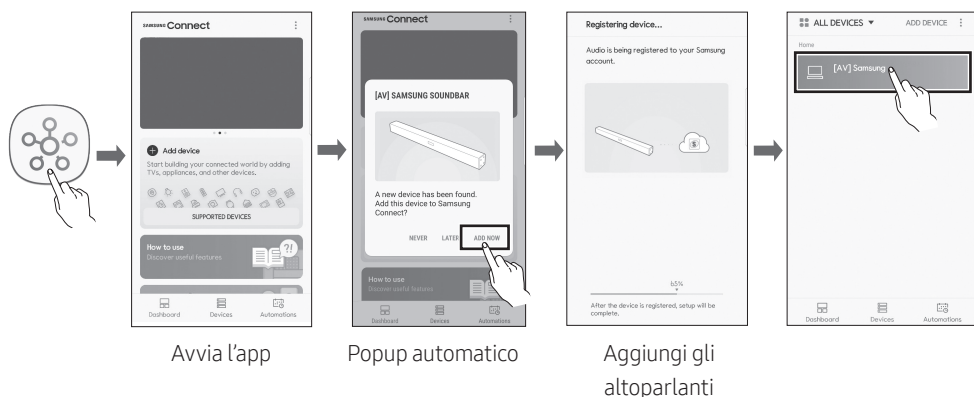 SAMSUNG Connect
Add device
Start building your connected world by adding
TVs, appliances, and other devices.
SUPPORTED DEVICES
How to use
Discover useful features
?!
Dashboard
Devices
Automations
Avvia l'app
SAMSUNG Connect
[AV] SAMSUNG SOUNDBAR
A new device has been found.
Add this device to Samsung
Connect?
NEVER
LATER
ADD NOW
How to use
Discover useful features
Dashboard
Devices
Automations
Popup automatico
Registering device...
Audio is being registered to your Samsung
account.
S
65%
After the device is registered, setup will be
complete.
Aggiungi gli
altoparlanti
ALL DEVICES ▼
ADD DEVICE
Home
[AV] Samsung
Dashboard
Devices
Automations